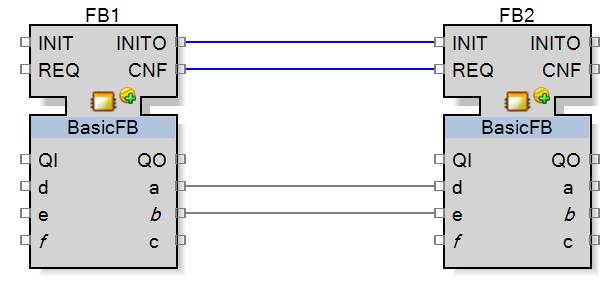 FB1 FB2
INIT INITO INIT INITO
REQ CNF REQ CNF
BasicFB BasicFB
QI QO QI QO
d a d a
e b e b
f c f c